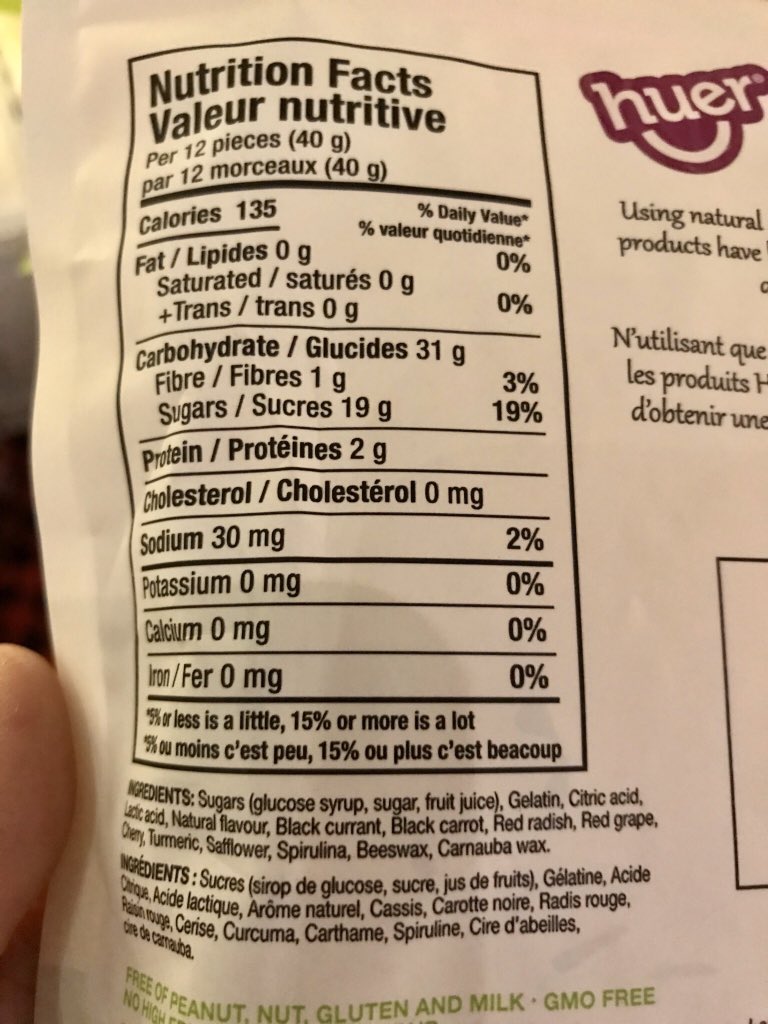 Nutrition Facts
Valeur nutritive
Per 12 pieces (40 g)
par 12 morceaux (40 g)
Calories 135
% Daily Value*
% valeur quotidienne*
Fat / Lipides 0 g 0%
Saturated / saturés 0 g
+Trans / trans 0 g 0%
Carbohydrate / Glucides 31 g
Fibre / Fibres 1 g 3%
Sugars / Sucres 19 g 19%
Protein / Protéines 2 g
Cholesterol / Cholestérol 0 mg
Sodium 30 mg 2%
Potassium 0 mg 0%
Calcium 0 mg 0%
Iron / Fer 0 mg 0%
*5% or less is a little, 15% or more is a lot
*5% ou moins c'est peu, 15% ou plus c'est beacoup
INGREDIENTS: Sugars (glucose syrup, sugar, fruit juice), Gelatin, Citric acid,
Lactic acid, Natural flavour, Black currant, Black carrot, Red radish, Red grape,
Cherry, Turmeric, Safflower, Spirulina, Beeswax, Carnauba wax.
INGRÉDIENTS : Sucres (sirop de glucose, sucre, jus de fruits), Gélatine, Acide
Citrique, Acide lactique, Arôme naturel, Cassis, Carotte noire, Radis rouge,
Raisin rouge, Cerise, Curcuma, Carthame, Spiruline, Cire d'abeilles,
cire de carnauba.
FREE OF PEANUT, NUT, GLUTEN AND MILK · GMO FREE
NO HIGH
huer
Using natural
products have
N'utilisant que
les produits H
d'obtenir une